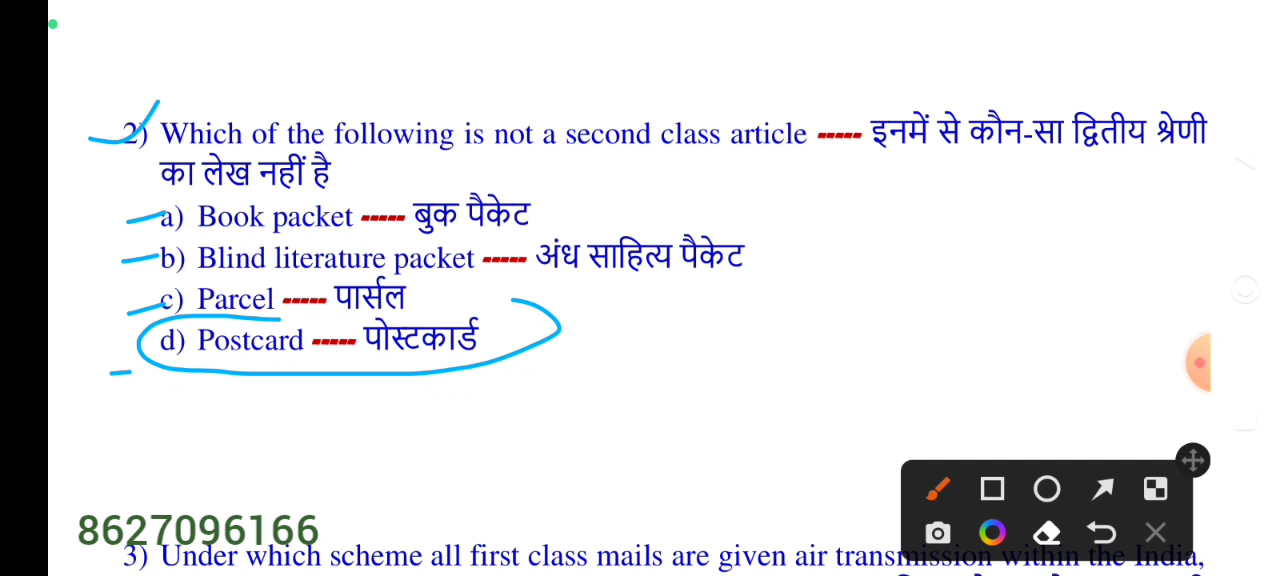 2) Which of the following is not a second class article ----- इनमें से कौन-सा द्वितीय श्रेणी
का लेख नहीं है
a) Book packet ----- बुक पैकेट
b) Blind literature packet ----- अंध साहित्य पैकेट
c) Parcel ----- पार्सल
d) Postcard ----- पोस्टकार्ड
8627096166
3) Under which scheme all first class mails are given air transmission within the India,